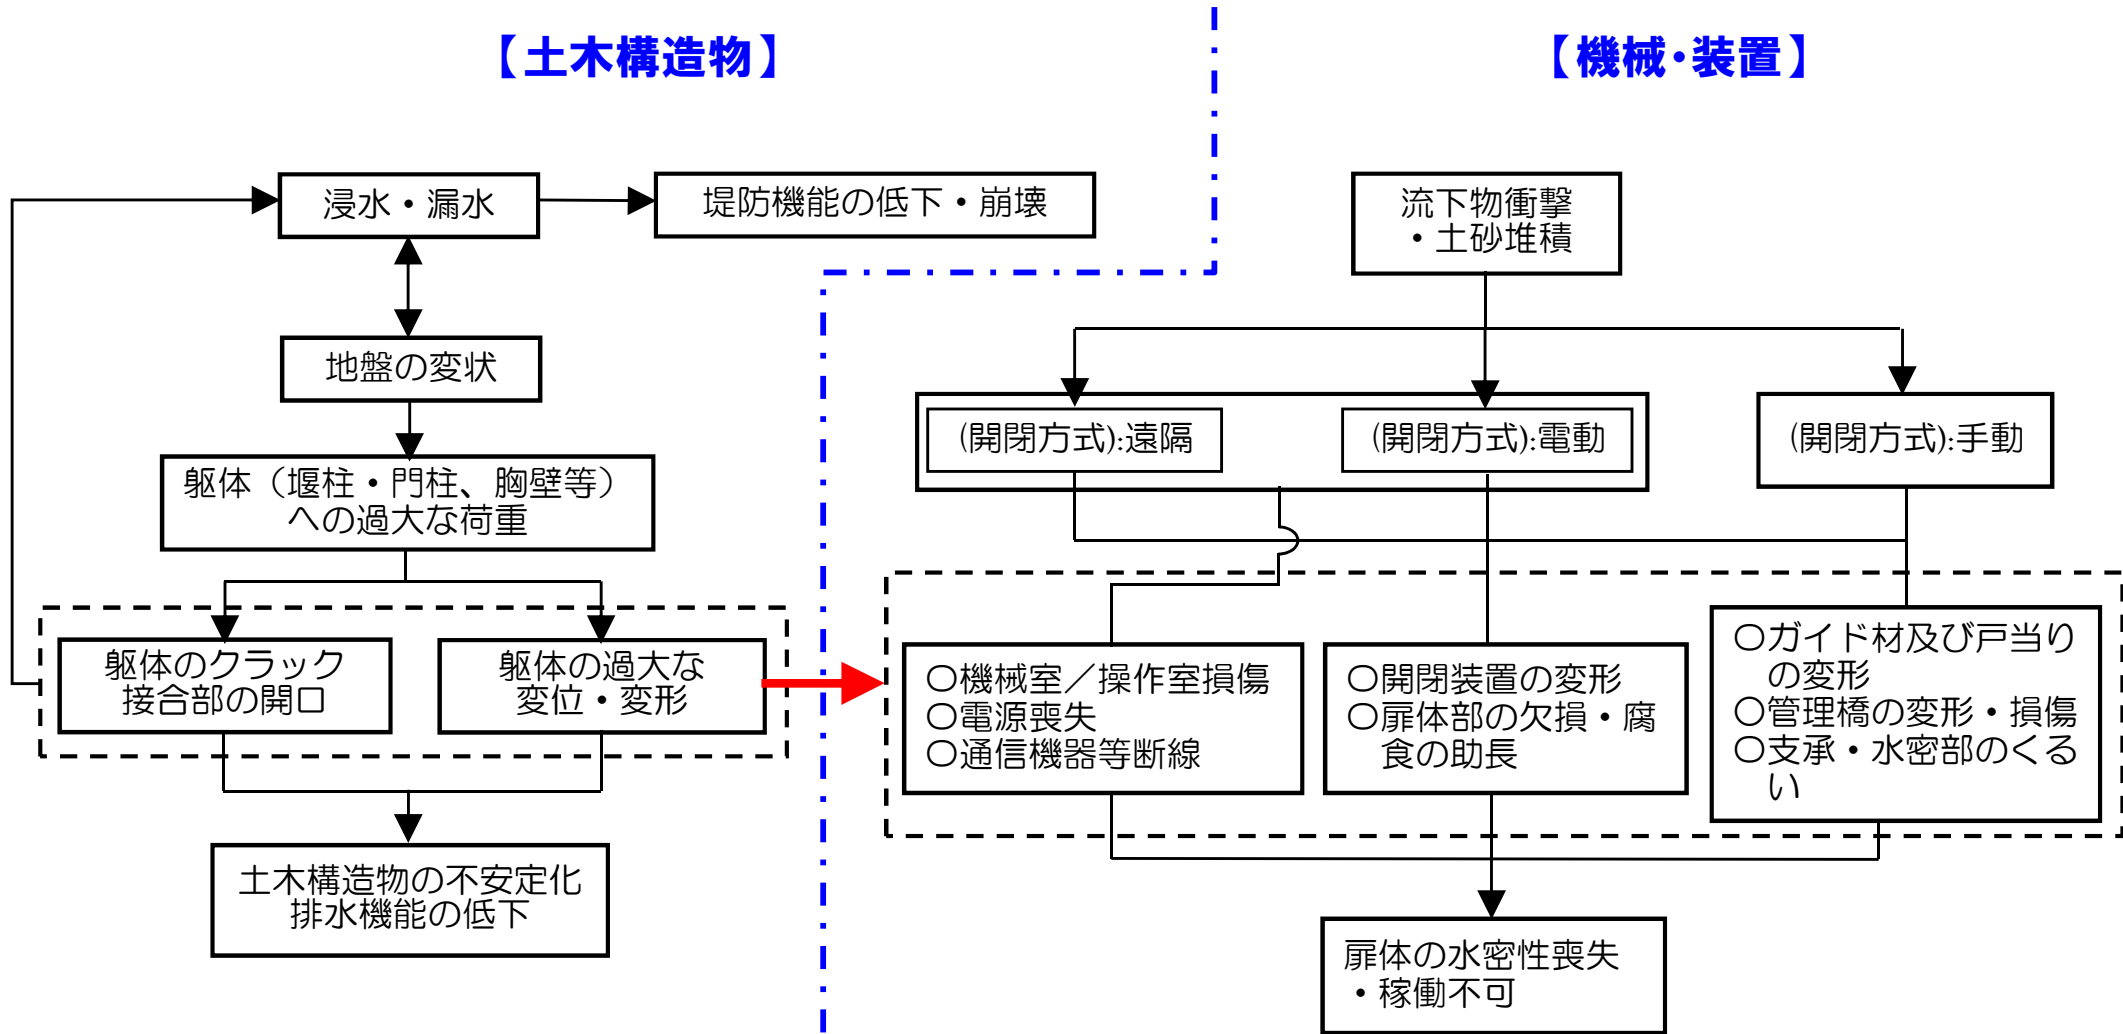 【土木構造物】
【機械・装置】
浸水・漏水
堤防機能の低下・崩壊
流下物衝撃
・土砂堆積
地盤の変状
(開閉方式):遠隔
(開閉方式):電動
(開閉方式):手動
躯体（堰柱・門柱、胸壁等）
への過大な荷重
躯体のクラック
接合部の開口
躯体の過大な
変位・変形
○機械室／操作室損傷
○電源喪失
○通信機器等断線
○開閉装置の変形
○扉体部の欠損・腐
食の助長
○ガイド材及び戸当り
の変形
○管理橋の変形・損傷
○支承・水密部のくる
い
土木構造物の不安定化
排水機能の低下
扉体の水密性喪失
・稼働不可